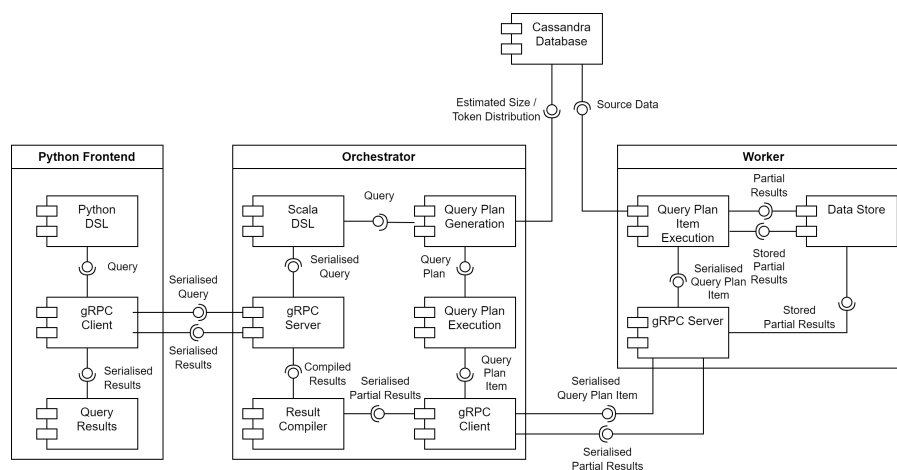 Cassandra
Database
Estimated Size /
Token Distribution
Source Data
Python Frontend
Orchestrator
Worker
Python
DSL
Query
gRPC
Client
Serialised
Results
Query
Results
Serialised
Query
Serialised
Results
Scala
DSL
Query
Query Plan
Generation
Serialised
Query
Query
Plan
gRPC
Server
Query Plan
Execution
Compiled
Results
Query
Plan
Item
Result
Compiler
Serialised
Partial Results
gRPC
Client
Serialised
Query Plan Item
Serialised
Partial Results
Query Plan
Item
Execution
Partial
Results
Data Store
Stored
Partial
Results
Serialised
Query Plan
Item
gRPC Server
Stored
Partial Results